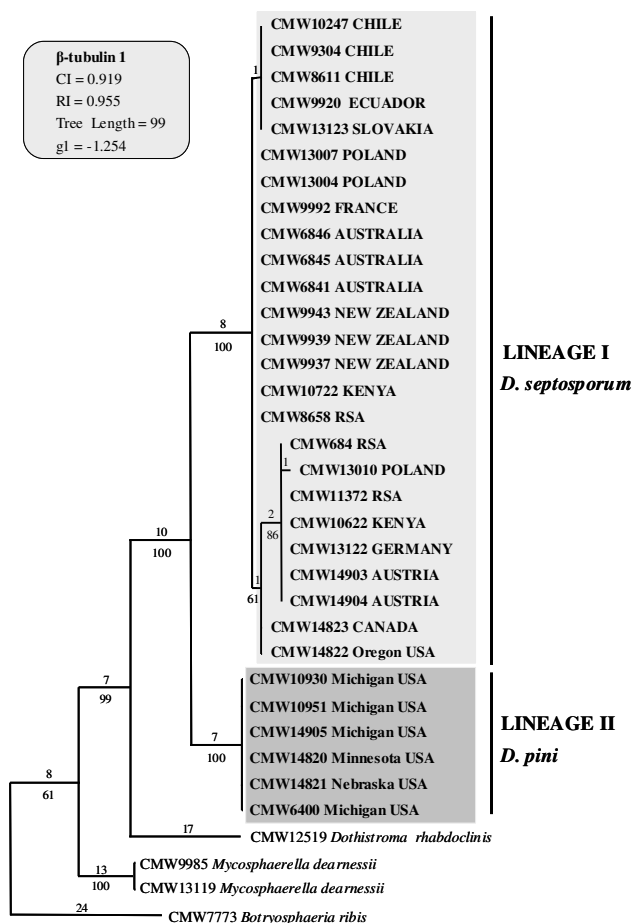 β-tubulin 1
CI = 0.919
RI = 0.955
Tree Length = 99
g1 = -1.254
CMW10247 CHILE
CMW9304 CHILE
1
CMW8611 CHILE
CMW9920 ECUADOR
CMW13123 SLOVAKIA
CMW13007 POLAND
CMW13004 POLAND
CMW9992 FRANCE
CMW6846 AUSTRALIA
CMW6845 AUSTRALIA
CMW6841 AUSTRALIA
CMW9943 NEW ZEALAND
8
100
CMW9939 NEW ZEALAND
CMW9937 NEW ZEALAND
CMW10722 KENYA
CMW8658 RSA
CMW684 RSA
1
CMW13010 POLAND
CMW11372 RSA
2
86
CMW10622 KENYA
CMW13122 GERMANY
CMW14903 AUSTRIA
1
61
CMW14904 AUSTRIA
CMW14823 CANADA
CMW14822 Oregon USA
LINEAGE I
D. septosporum
10
100
CMW10930 Michigan USA
CMW10951 Michigan USA
CMW14905 Michigan USA
7
100
CMW14820 Minnesota USA
CMW14821 Nebraska USA
CMW6400 Michigan USA
LINEAGE II
D. pini
7
99
17
CMW12519 Dothistroma rhabdoclinis
8
61
13
100
CMW9985 Mycosphaerella dearnessii
CMW13119 Mycosphaerella dearnessii
24
CMW7773 Botryosphaeria ribis